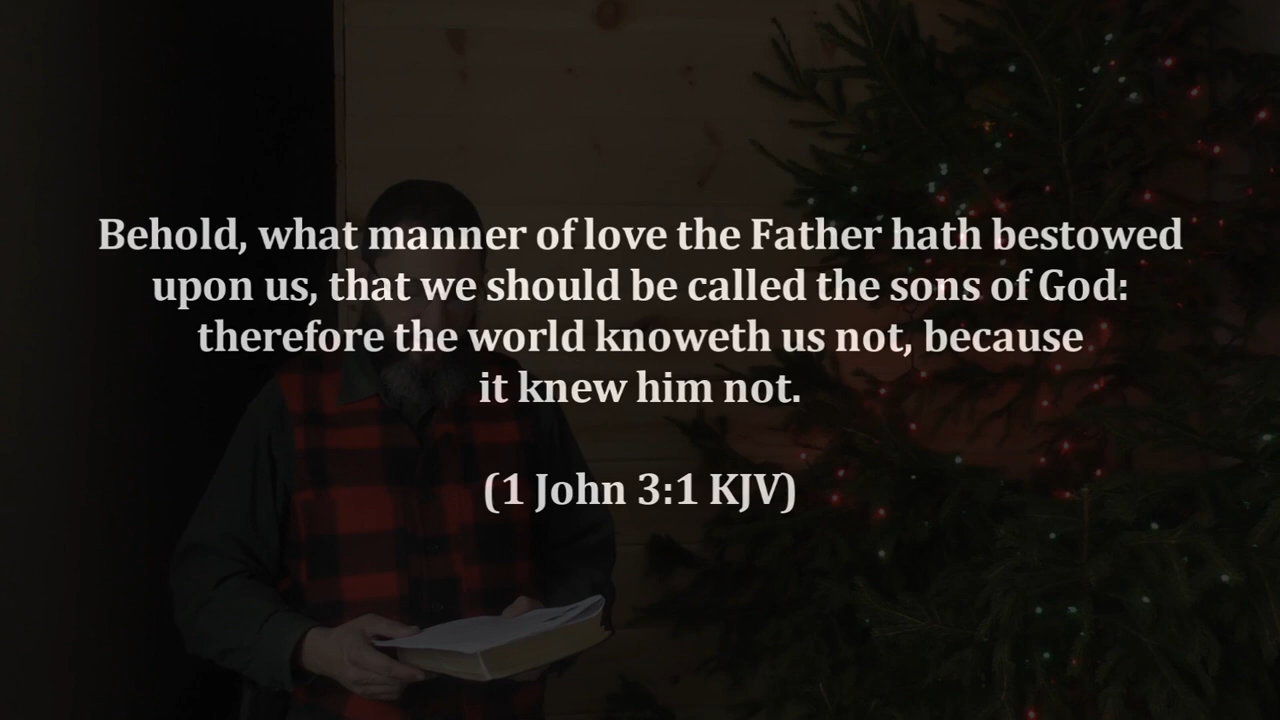 Behold, what manner of love the Father hath bestowed
upon us, that we should be called the sons of God:
therefore the world knoweth us not, because
it knew him not.
(1 John 3:1 KJV)